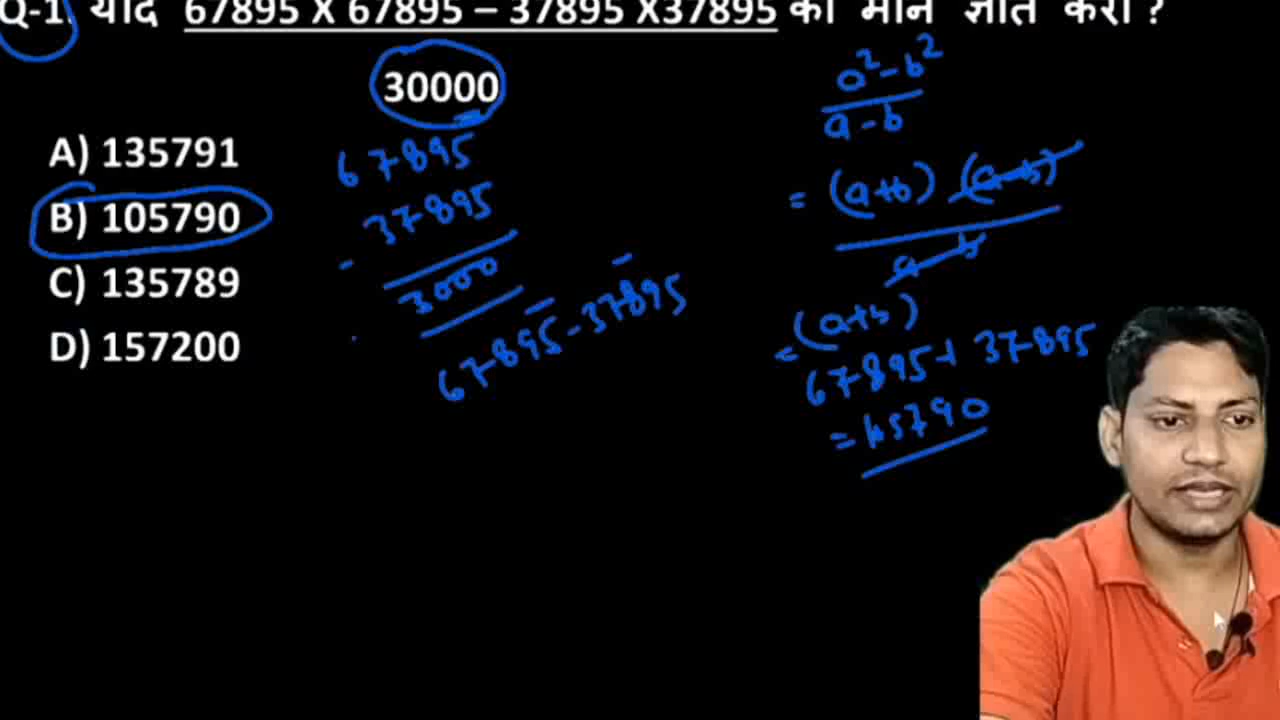 Q-1. यदि 67895 X 67895 – 37895 X37895 का मान ज्ञात करो ?
30000
A) 135791
B) 105790
C) 135789
D) 157200
67895
- 37895
3000
67895-37895
a²-b²
a-b
= (a+b) (a-b)
a-b
= (a+b)
67895+ 37895
= 105790